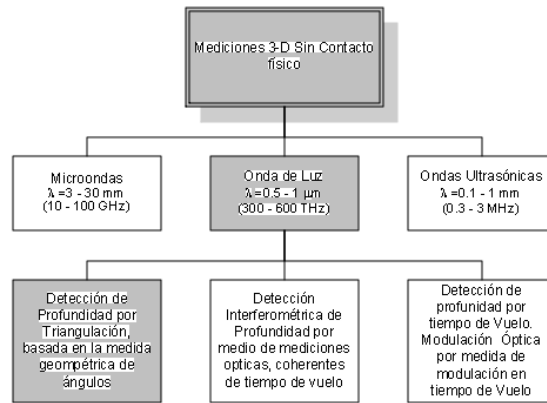 Mediciones 3-D Sin Contacto
físico
Microondas
λ =3 - 30 mm
(10 - 100 GHz)
Onda de Luz
λ=0.5 - 1 μm
(300 - 600 THz)
Ondas Ultrasónicas
λ =0.1 - 1 mm
(0.3 - 3 MHz)
Detección de
Profundidad por
Triangulación,
basada en la medida
geompétrica de
ángulos
Detección
Interferométrica de
Profundidad por
medio de mediciones
opticas, coherentes
de tiempo de vuelo
Detección de
profunidad por
tiempo de Vuelo.
Modulación Óptica
por medida de
modulación en
tiempo de Vuelo